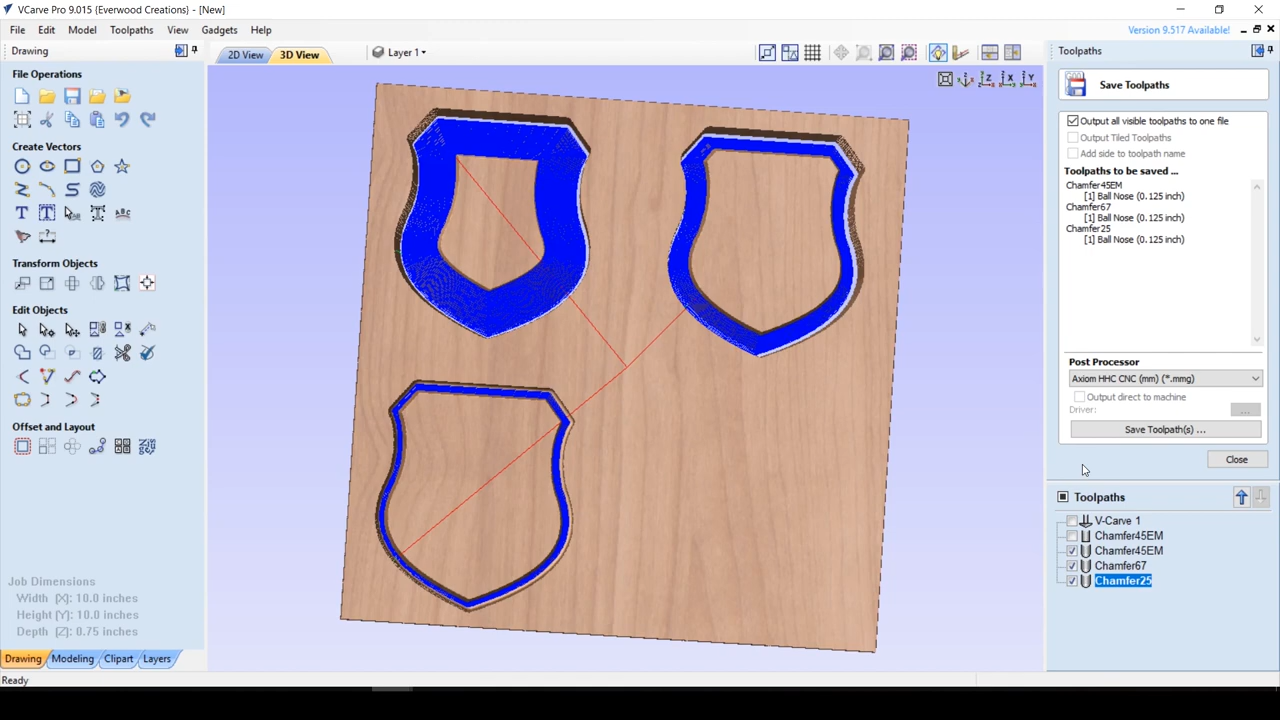 VCarve Pro 9.015 {Everwood Creations} - [New]
File Edit Model Toolpaths View Gadgets Help
Version 9.517 Available!
Drawing
2D View 3D View
Layer 1
Toolpaths
File Operations
Create Vectors
Transform Objects
Edit Objects
Offset and Layout
Job Dimensions
Width (X): 10.0 inches
Height (Y): 10.0 inches
Depth (Z): 0.75 inches
Drawing Modeling Clipart Layers
Ready
Z X Y
Save Toolpaths
Output all visible toolpaths to one file
Output Tiled Toolpaths
Add side to toolpath name
Toolpaths to be saved ...
Chamfer45EM
[1] Ball Nose (0.125 inch)
Chamfer67
[1] Ball Nose (0.125 inch)
Chamfer25
[1] Ball Nose (0.125 inch)
Post Processor
Axiom HHC CNC (mm) (*.mmg)
Output direct to machine
Driver:
...
Save Toolpath(s) ...
Close
Toolpaths
V-Carve 1
Chamfer45EM
Chamfer45EM
Chamfer67
Chamfer25